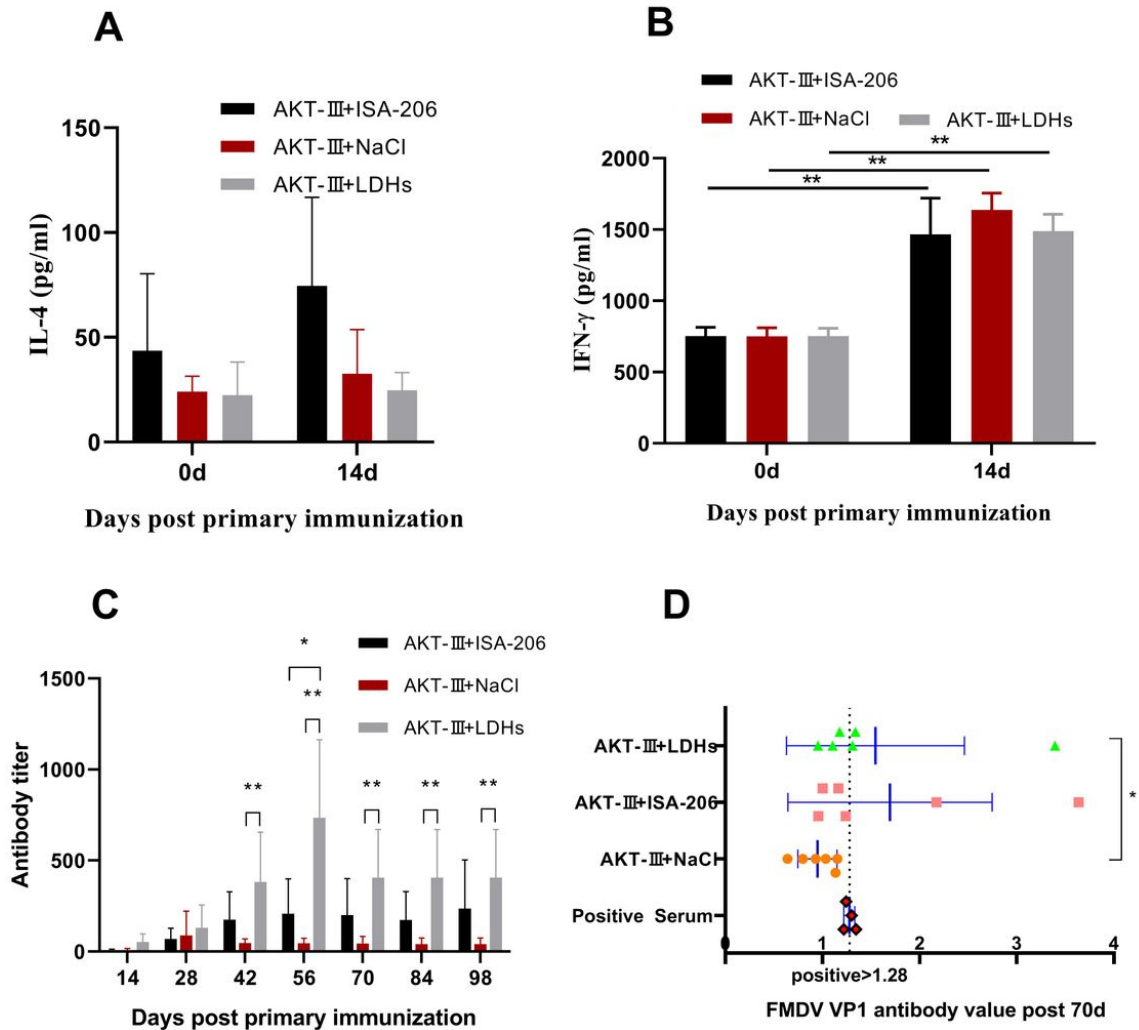 A
AKT-Ⅲ+ISA-206
AKT-Ⅲ+NaCl
AKT-Ⅲ+LDHs
150
100
50
0
IL-4 (pg/ml)
0d 14d
Days post primary immunization
B
AKT-Ⅲ+ISA-206
AKT-Ⅲ+NaCl AKT-Ⅲ+LDHs
2000
1500
1000
500
0
IFN-γ (pg/ml)
**
**
**
0d 14d
Days post primary immunization
C
AKT-Ⅲ+ISA-206
AKT-Ⅲ+NaCl
AKT-Ⅲ+LDHs
1500
1000
500
0
Antibody titer
*
**
** ** ** **
14 28 42 56 70 84 98
Days post primary immunization
D
AKT-Ⅲ+LDHs
AKT-Ⅲ+ISA-206
AKT-Ⅲ+NaCl
Positive Serum
*
0 1 2 3 4
positive>1.28
FMDV VP1 antibody value post 70d